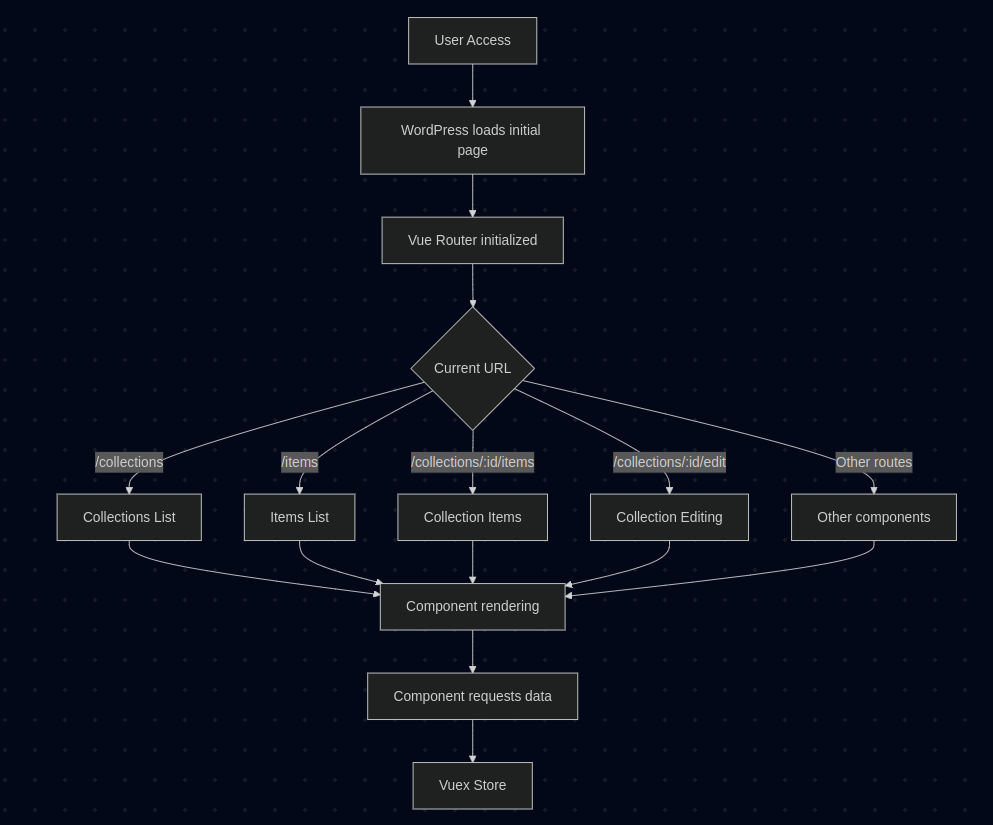 User Access
WordPress loads initial
page
Vue Router initialized
Current URL
/collections
/items
/collections/:id/items
/collections/:id/edit
Other routes
Collections List
Items List
Collection Items
Collection Editing
Other components
Component rendering
Component requests data
Vuex Store